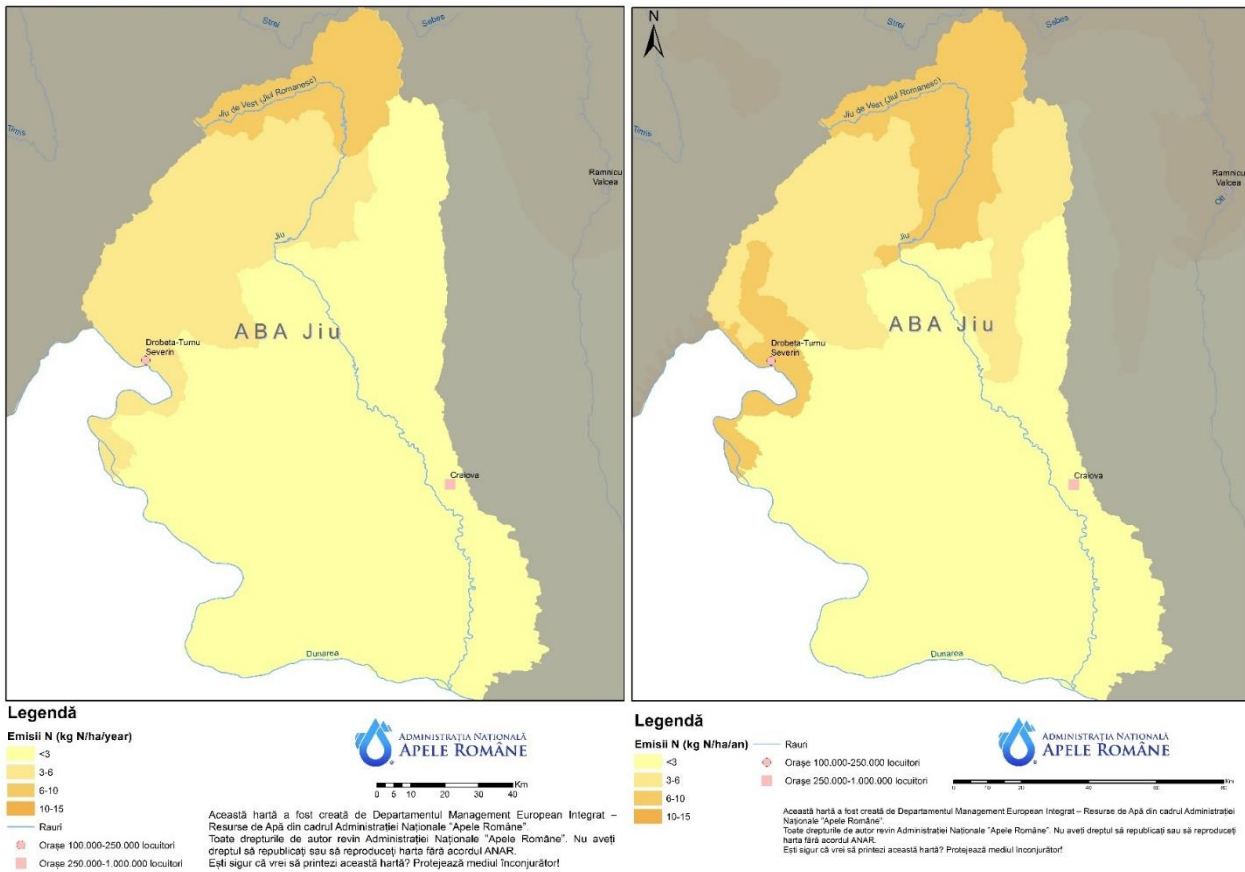 Strei
Sebes
Jiu de Vest (Jiul Romanesc)
Timis
Ramnicu
Valcea
Jiu
ABA Jiu
Drobeta-Turnu
Severin
Craiova
Dunarea
Legendă
Emisii N (kg N/ha/year)
<3
3-6
6-10
10-15
Rauri
Orașe 100.000-250.000 locuitori
Orașe 250.000-1.000.000 locuitori
ADMINISTRAȚIA NAȚIONALĂ
APELE ROMÂNE
Km
0 5 10 20 30 40
Această hartă a fost creată de Departamentul Management European Integrat –
Resurse de Apă din cadrul Administrației Naționale "Apele Române".
Toate drepturile de autor revin Administrației Naționale "Apele Române". Nu aveți
dreptul să republicați sau să reproduceți harta fără acordul ANAR.
Ești sigur că vrei să printezi această hartă? Protejează mediul înconjurător!
N
Strei
Sebes
Jiu de Vest (Jiul Romanesc)
Timis
Ramnicu
Valcea
Olt
Jiu
ABA Jiu
Drobeta-Turnu
Severin
Craiova
Dunarea
Legendă
Emisii N (kg N/ha/an)
<3
3-6
6-10
10-15
Rauri
Orașe 100.000-250.000 locuitori
Orașe 250.000-1.000.000 locuitori
ADMINISTRAȚIA NAȚIONALĂ
APELE ROMÂNE
Km
0 10 20 40 60 80
Această hartă a fost creată de Departamentul Management European Integrat – Resurse de Apă din cadrul Administrației
Naționale "Apele Române".
Toate drepturile de autor revin Administrației Naționale "Apele Române". Nu aveți dreptul să republicați sau să reproduceți
harta fără acordul ANAR.
Ești sigur că vrei să printezi această hartă? Protejează mediul înconjurător!